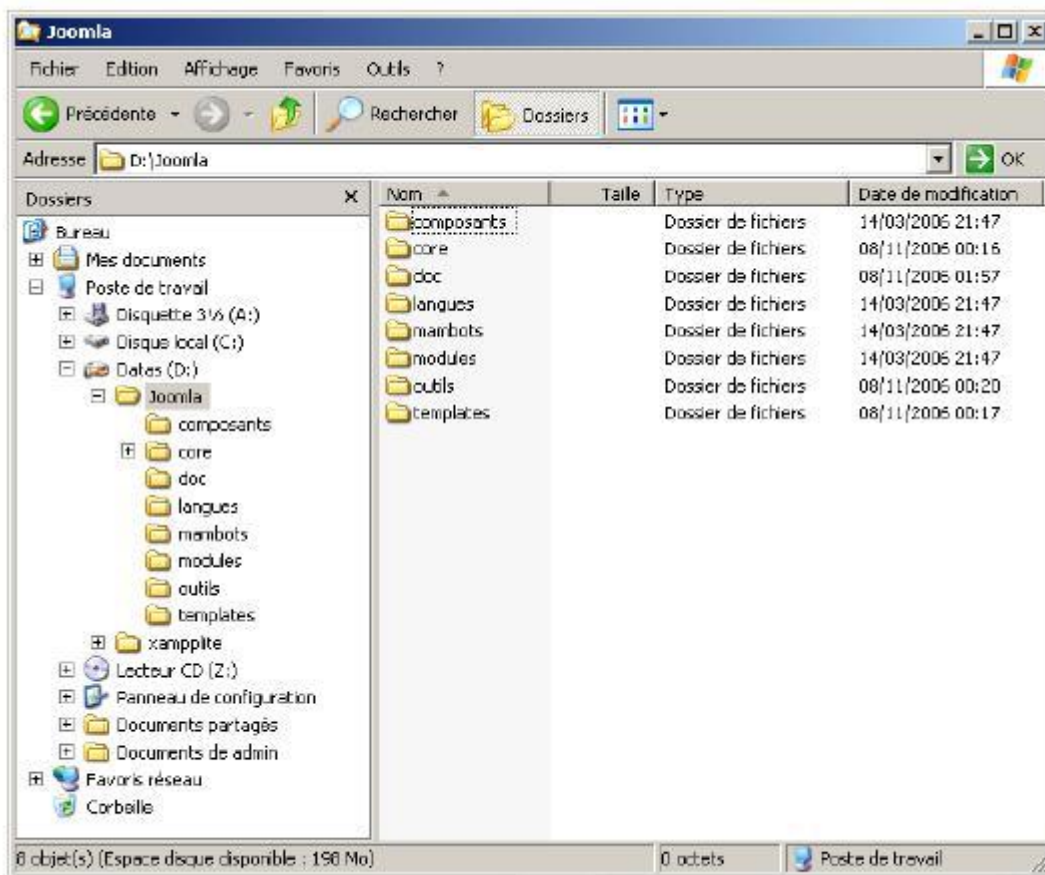 Joomla
Fichier Edition Affichage Favoris Outils ?
Précédente Rechercher Dossiers
Adresse D:\Joomla OK
Dossiers Nom Taille Type Date de modification
Bureau
Mes documents
Poste de travail
Disquette 3½ (A:)
Disque local (C:)
Datas (D:)
Joomla
composants
core
doc
langues
mambots
modules
outils
templates
xampplite
Lecteur CD (Z:)
Panneau de configuration
Documents partagés
Documents de admin
Favoris réseau
Corbeille
composants Dossier de fichiers 14/03/2006 21:47
core Dossier de fichiers 08/11/2006 00:16
doc Dossier de fichiers 08/11/2006 01:57
langues Dossier de fichiers 14/03/2006 21:47
mambots Dossier de fichiers 14/03/2006 21:47
modules Dossier de fichiers 14/03/2006 21:47
outils Dossier de fichiers 08/11/2006 00:20
templates Dossier de fichiers 08/11/2006 00:17
8 objet(s) (Espace disque disponible : 198 Mo) 0 octets Poste de travail